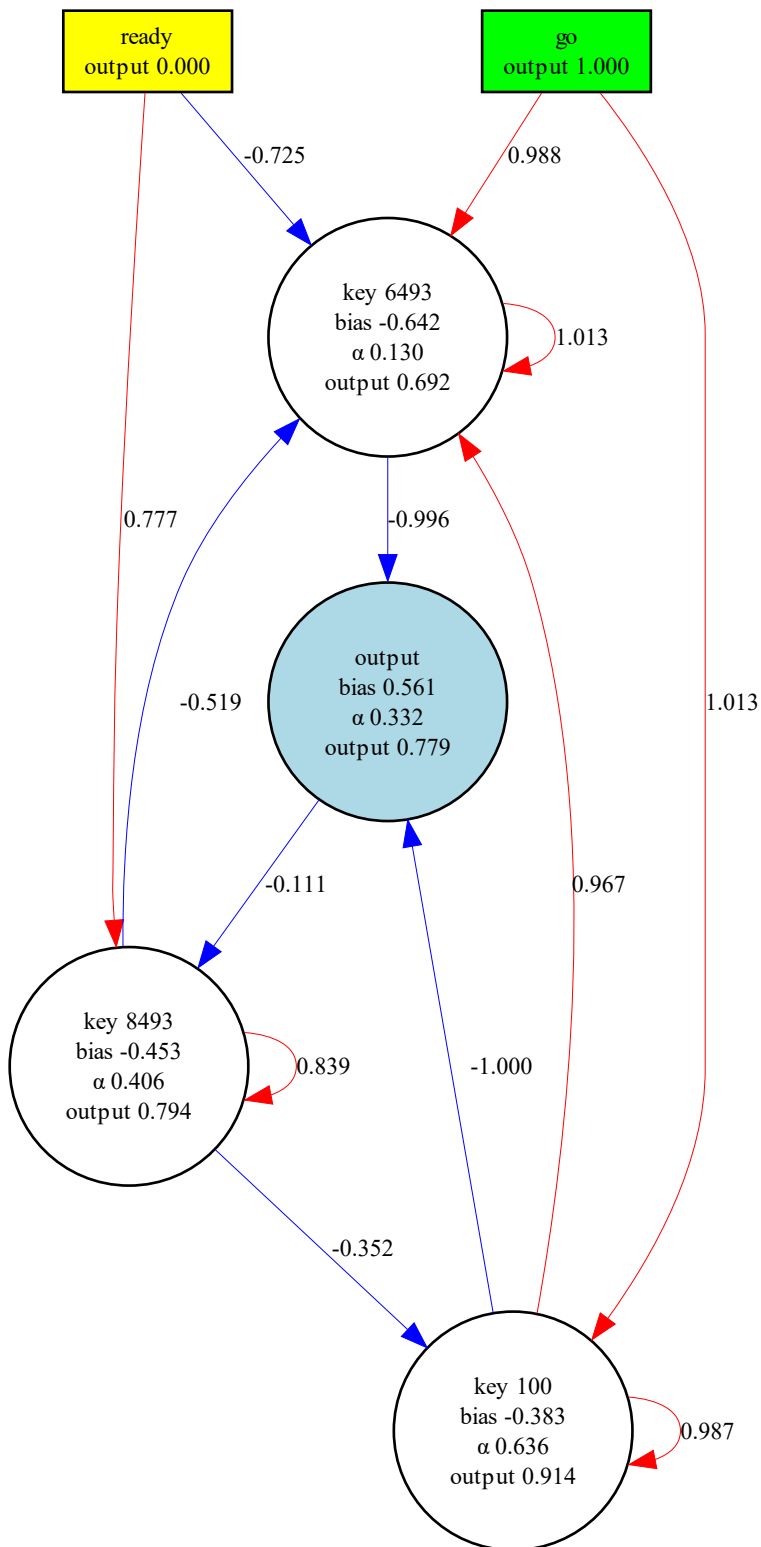 ready
output 0.000
go
output 1.000
-0.725
0.988
key 6493
bias -0.642
α 0.130
output 0.692
1.013
0.777
-0.996
output
bias 0.561
α 0.332
output 0.779
-0.519
1.013
-0.111
0.967
key 8493
bias -0.453
α 0.406
output 0.794
0.839
-1.000
-0.352
key 100
bias -0.383
α 0.636
output 0.914
0.987